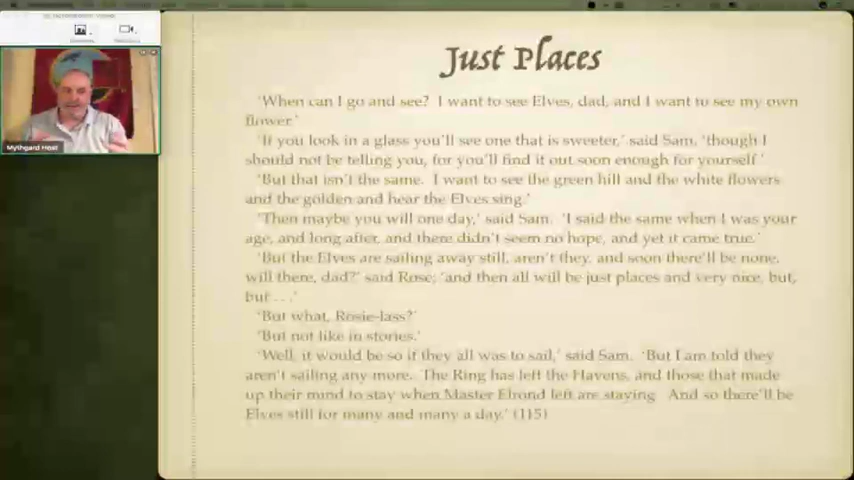 Mythgard Host
Just Places
'When can I go and see? I want to see Elves, dad, and I want to see my own
flower.'
'If you look in a glass you'll see one that is sweeter,' said Sam, 'though I
should not be telling you, for you'll find it out soon enough for yourself.'
'But that isn't the same. I want to see the green hill and the white flowers
and the golden and hear the Elves sing.'
'Then maybe you will one day,' said Sam. 'I said the same when I was your
age, and long after, and there didn't seem no hope, and yet it came true.'
'But the Elves are sailing away still, aren't they, and soon there'll be none,
will there, dad?' said Rose; 'and then all will be just places and very nice, but,
but . . .'
'But what, Rosie-lass?'
'But not like in stories.'
'Well, it would be so if they all was to sail,' said Sam. 'But I am told they
aren't sailing any more. The Ring has left the Havens, and those that made
up their mind to stay when Master Elrond left are staying. And so there'll be
Elves still for many and many a day.' (115)